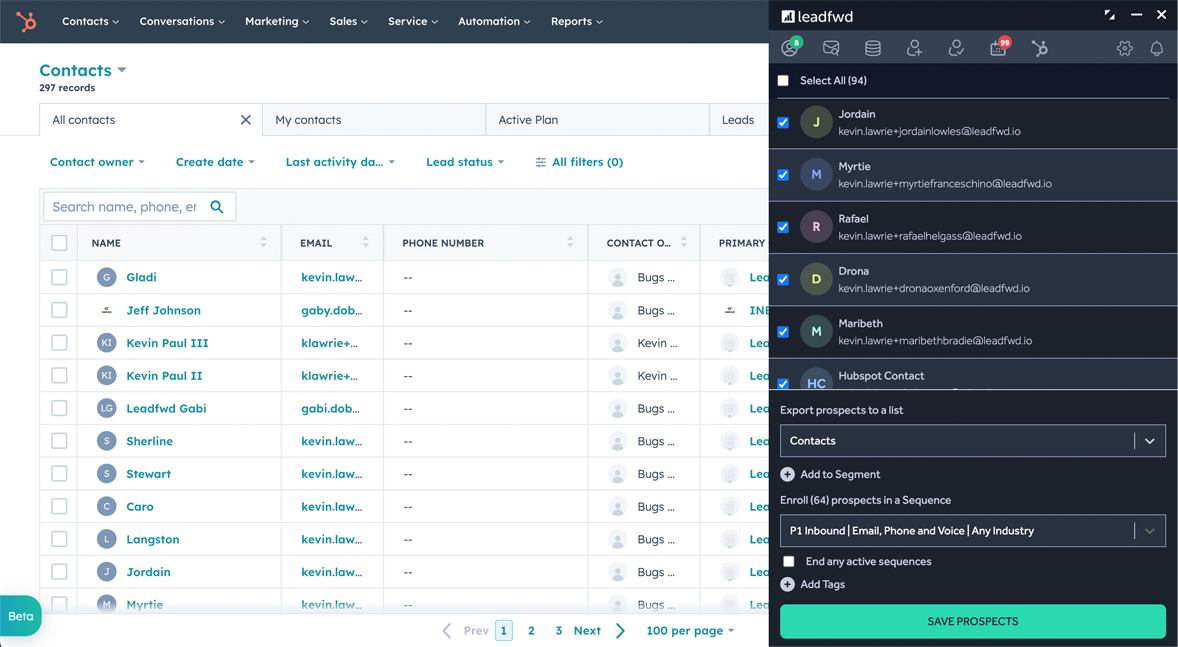 Contacts Conversations Marketing Sales Service Automation Reports
Contacts
297 records
All contacts My contacts Active Plan Leads
Contact owner Create date Last activity da... Lead status All filters (0)
Search name, phone, er
NAME EMAIL PHONE NUMBER CONTACT O... PRIMARY
G Gladi kevin.law... -- Bugs ... Lea
Jeff Johnson gaby.dob... -- Bugs ...
KI Kevin Paul III klawrie+... -- Kevin ... Lea
KI Kevin Paul II klawrie+... -- Kevin ... Lea
LG Leadfwd Gabi gabi.dob... -- Bugs ... Lea
S Sherline kevin.law... -- Bugs ... Lea
S Stewart kevin.law... -- Bugs ... Lea
C Caro kevin.law... -- Bugs ... Lea
L Langston kevin.law... -- Bugs ... Lea
J Jordain kevin.law... -- Bugs ... Lea
M Myrtie kevin.law... -- Bugs ... Lea
Beta
Prev 1 2 3 Next 100 per page
leadfwd
8 99
Select All (94)
J Jordain
kevin.lawrie+jordainlowles@leadfwd.io
M Myrtie
kevin.lawrie+myrtiefranceschino@leadfwd.io
R Rafael
kevin.lawrie+rafaelhelgass@leadfwd.io
D Drona
kevin.lawrie+dronaoxenford@leadfwd.io
M Maribeth
kevin.lawrie+maribethbradie@leadfwd.io
HC Hubspot Contact
Export prospects to a list
Contacts
Add to Segment
Enroll (64) prospects in a Sequence
P1 Inbound | Email, Phone and Voice | Any Industry
End any active sequences
Add Tags
SAVE PROSPECTS